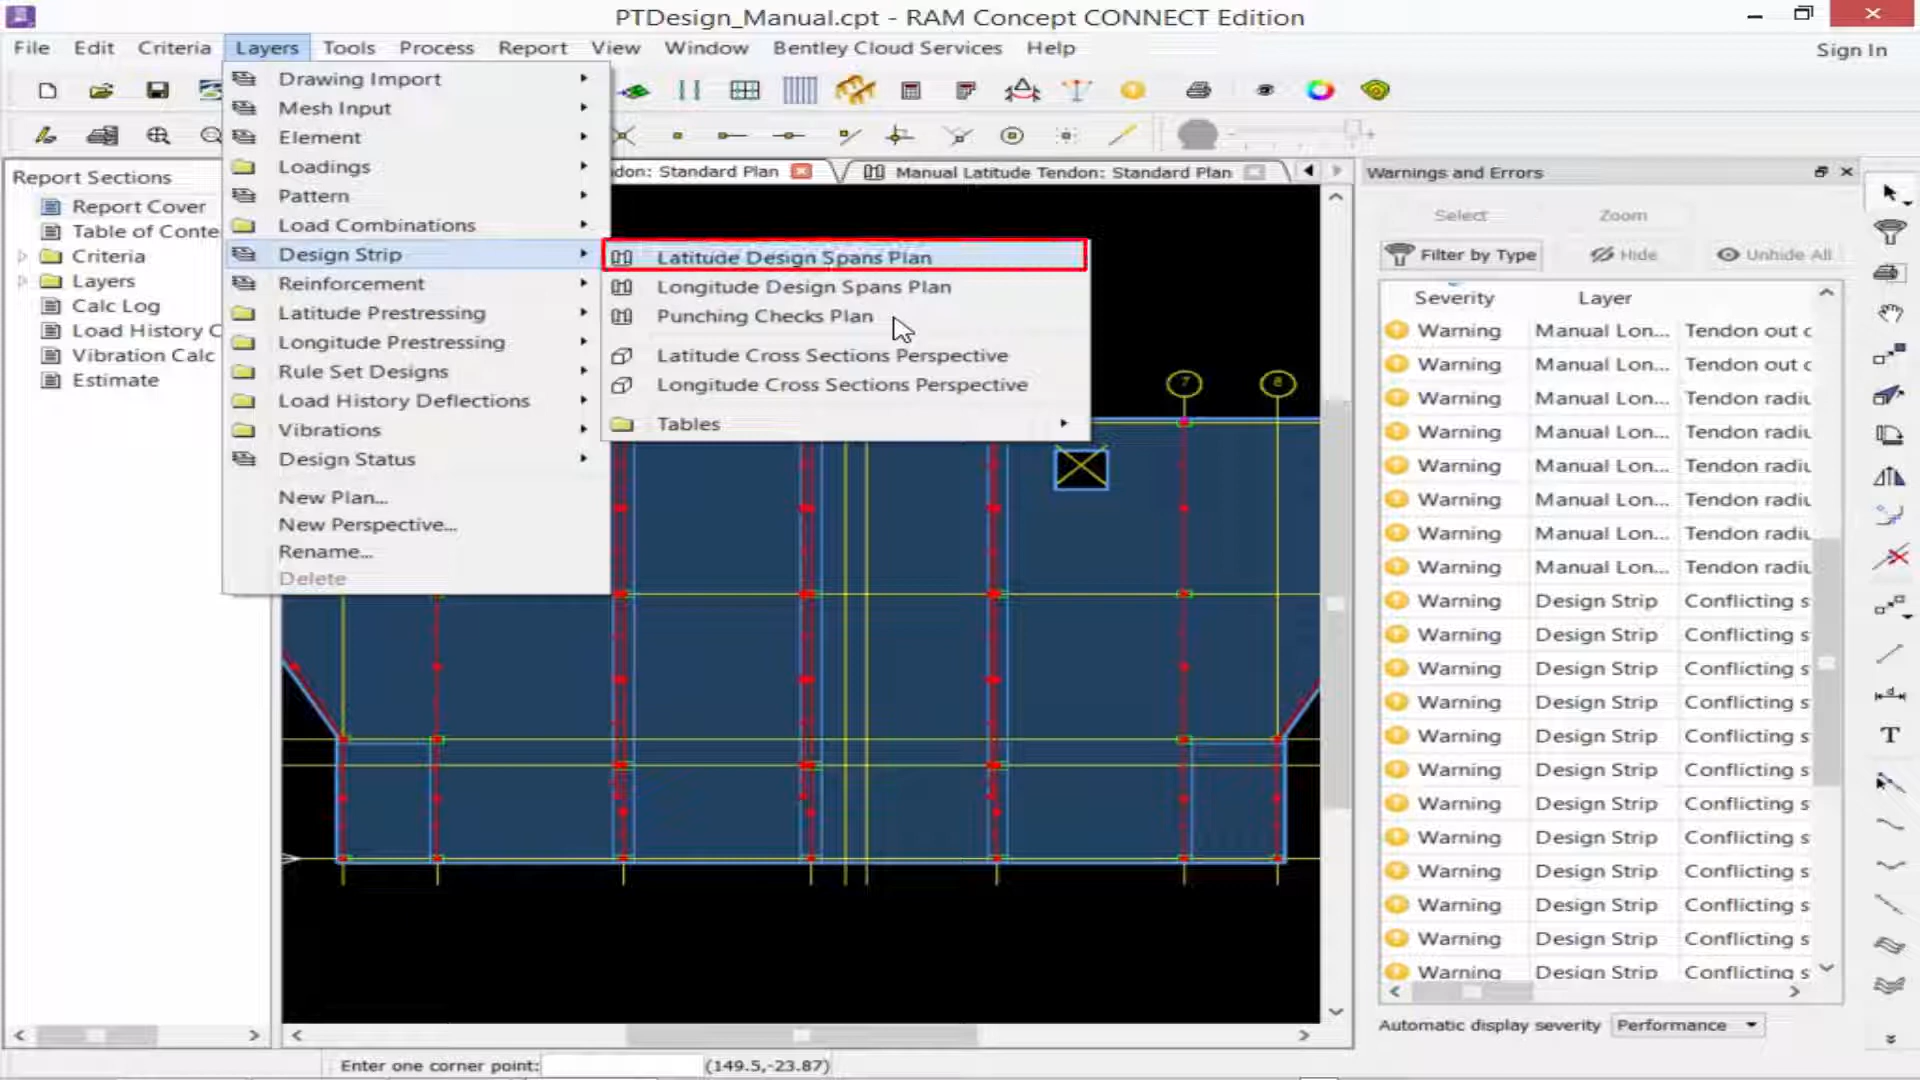 PTDesign_Manual.cpt - RAM Concept CONNECT Edition
File Edit Criteria Layers Tools Process Report View Window Bentley Cloud Services Help
Sign In
Drawing Import
Mesh Input
Element
Loadings
Pattern
Load Combinations
Design Strip
Reinforcement
Latitude Prestressing
Longitude Prestressing
Rule Set Designs
Load History Deflections
Vibrations
Design Status
New Plan...
New Perspective...
Rename...
Delete
Latitude Design Spans Plan
Longitude Design Spans Plan
Punching Checks Plan
Latitude Cross Sections Perspective
Longitude Cross Sections Perspective
Tables
Report Sections
Report Cover
Table of Conte
Criteria
Layers
Calc Log
Load History C
Vibration Calc
Estimate
don: Standard Plan
Manual Latitude Tendon: Standard Plan
7 8
Warnings and Errors
Select Zoom
Filter by Type Hide Unhide All
Severity Layer
Warning Manual Lon... Tendon out c
Warning Manual Lon... Tendon out c
Warning Manual Lon... Tendon radiu
Warning Manual Lon... Tendon radiu
Warning Manual Lon... Tendon radiu
Warning Manual Lon... Tendon radiu
Warning Manual Lon... Tendon radiu
Warning Manual Lon... Tendon radiu
Warning Design Strip Conflicting s
Warning Design Strip Conflicting s
Warning Design Strip Conflicting s
Warning Design Strip Conflicting s
Warning Design Strip Conflicting s
Warning Design Strip Conflicting s
Warning Design Strip Conflicting s
Warning Design Strip Conflicting s
Warning Design Strip Conflicting s
Warning Design Strip Conflicting s
Warning Design Strip Conflicting s
Warning Design Strip Conflicting s
Automatic display severity Performance
T
Enter one corner point: (149.5,-23.87)